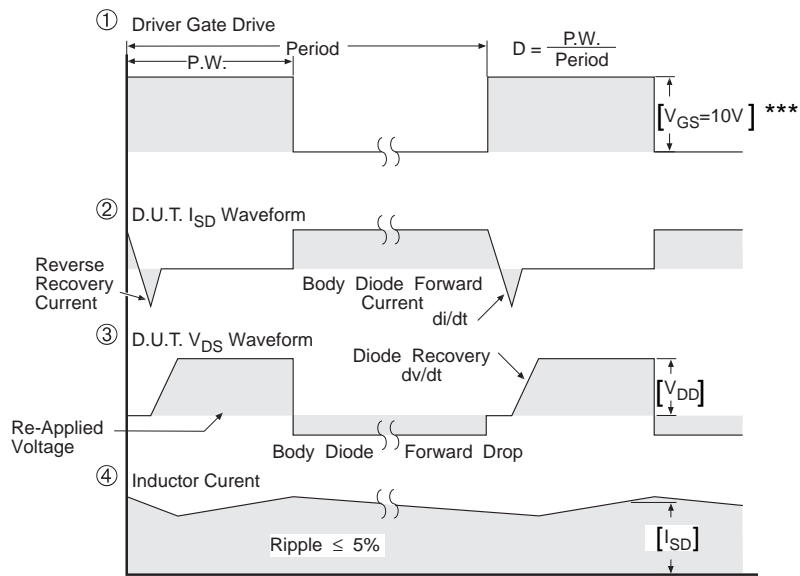 ① Driver Gate Drive
Period
P.W.
D = P.W. / Period
[VGS=10V] ***
② D.U.T. ISD Waveform
Reverse
Recovery
Current
Body Diode Forward
Current
di/dt
③ D.U.T. VDS Waveform
Diode Recovery
dv/dt
[VDD]
Re-Applied
Voltage
Body Diode Forward Drop
④ Inductor Curent
Ripple ≤ 5%
[ISD]